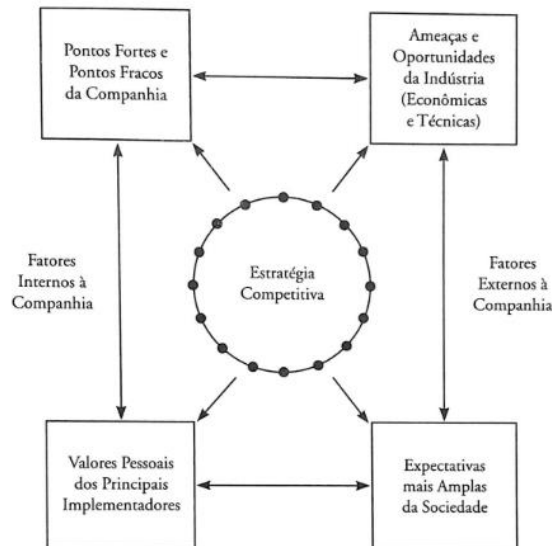 Pontos Fortes e
Pontos Fracos
da Companhia
Ameaças e
Oportunidades
da Indústria
(Econômicas
e Técnicas)
Fatores
Internos à
Companhia
Estratégia
Competitiva
Fatores
Externos à
Companhia
Valores Pessoais
dos Principais
Implementadores
Expectativas
mais Amplas
da Sociedade